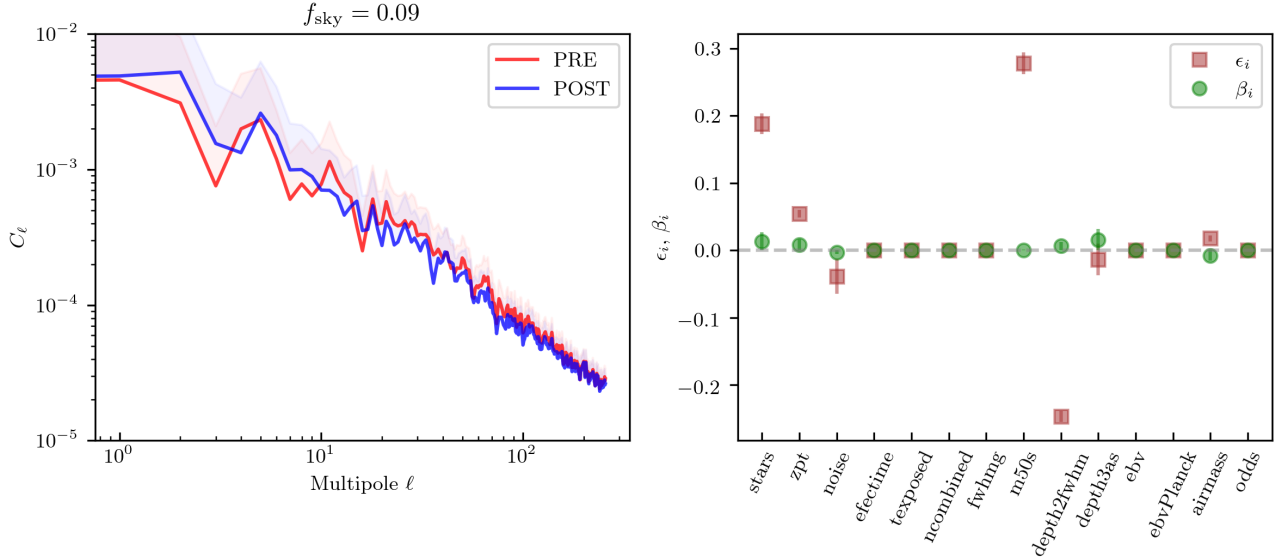 f_sky = 0.09
PRE
POST
10^−2
10^−3
10^−4
10^−5
C_ℓ
10^0
10^1
10^2
Multipole ℓ
ϵ_i
β_i
0.3
0.2
0.1
0.0
−0.1
−0.2
ϵ_i, β_i
stars
zpt
noise
efectime
texposed
ncombined
fwhmg
m50s
depth2fwhm
depth3as
ebv
ebvPlanck
airmass
odds